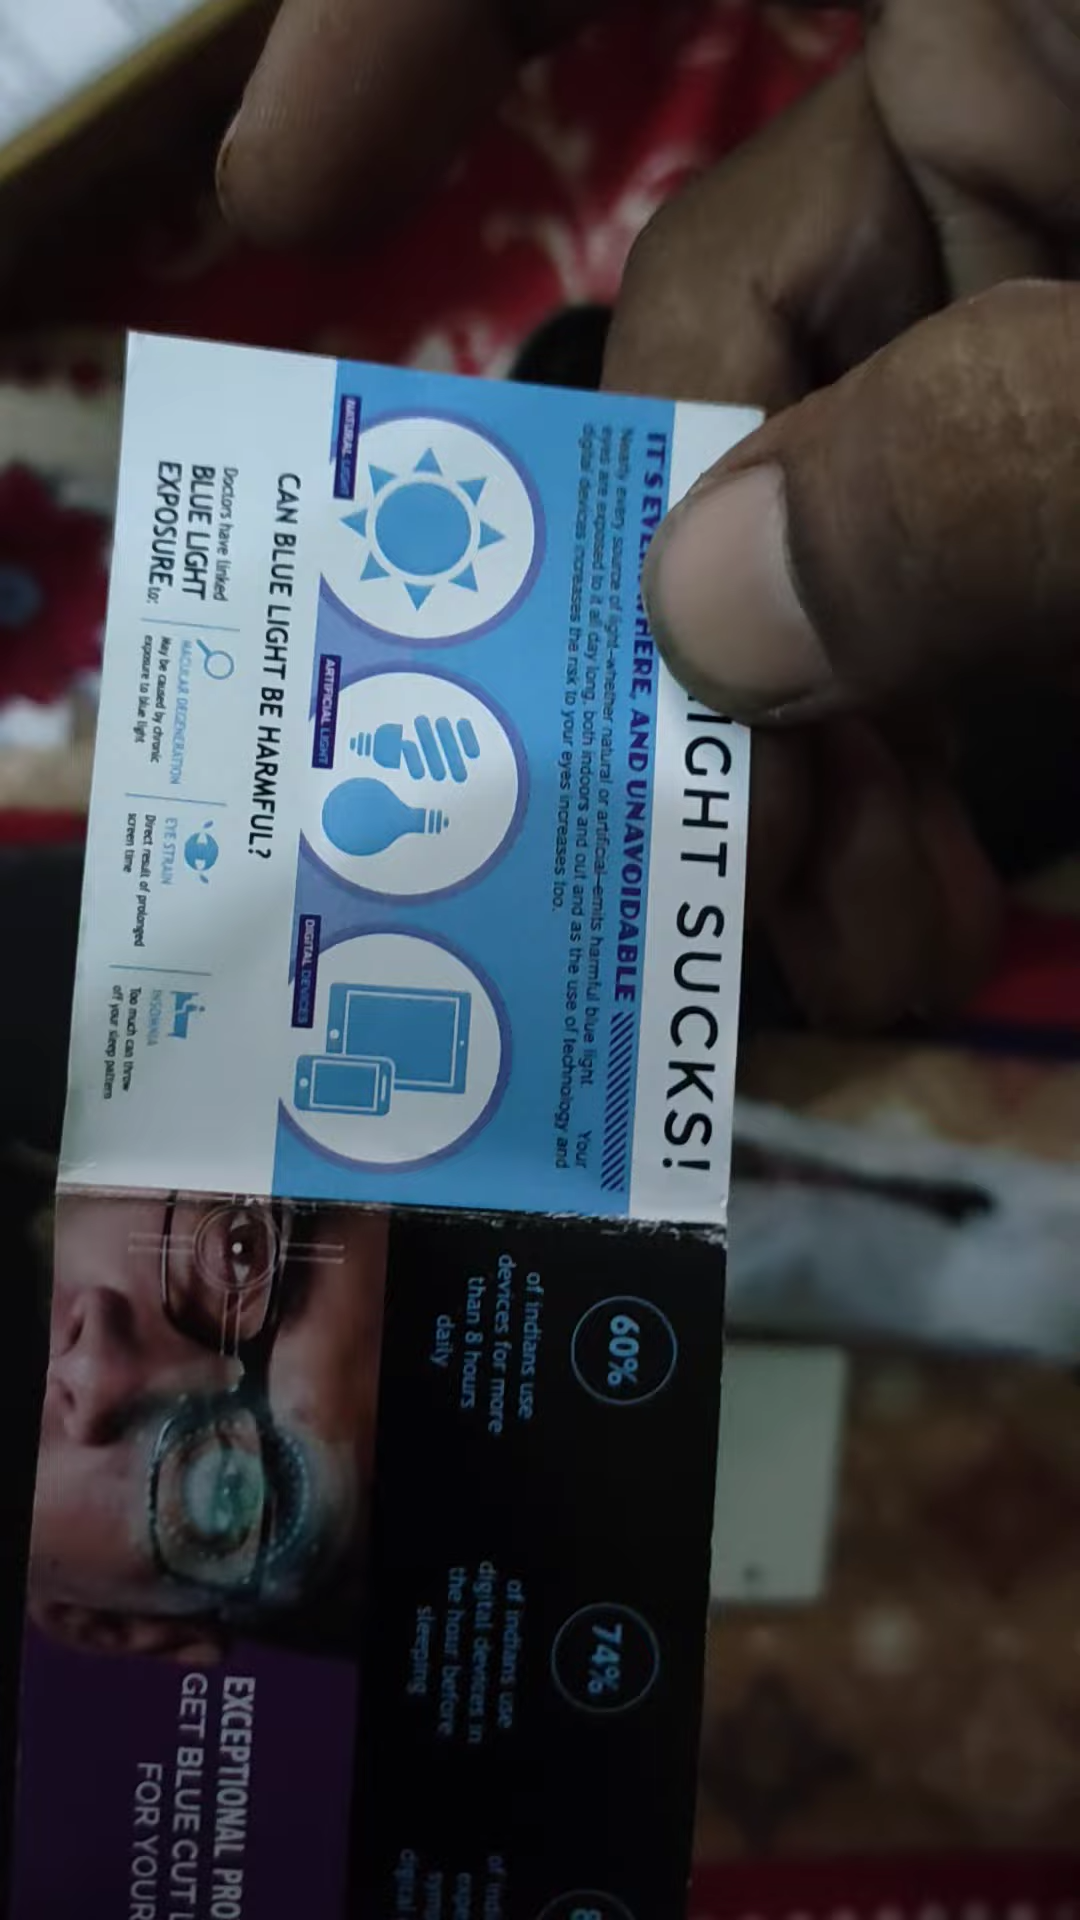 IGHT SUCKS!
IT'S EVERYWHERE, AND UNAVOIDABLE
Nearly every source of light-whether natural or artificial-emits harmful blue light. Your
eyes are exposed to it all day long, both indoors and out and as the use of technology and
digital devices increases the risk to your eyes increases too.
NATURAL LIGHT
ARTIFICIAL LIGHT
DIGITAL DEVICES
CAN BLUE LIGHT BE HARMFUL?
Doctors have linked
BLUE LIGHT
EXPOSURE to:
MACULAR DEGENERATION
May be caused by chronic
exposure to blue light
EYE STRAIN
Direct result of prolonged
screen time
INSOMNIA
Too much can throw
off your sleep pattern
60%
of indians use
devices for more
than 8 hours
daily
74%
of indians use
digital devices in
the hour before
sleeping
8
of
digital
EXCEPTIONAL PRO
GET BLUE CUT L
FOR YOUR